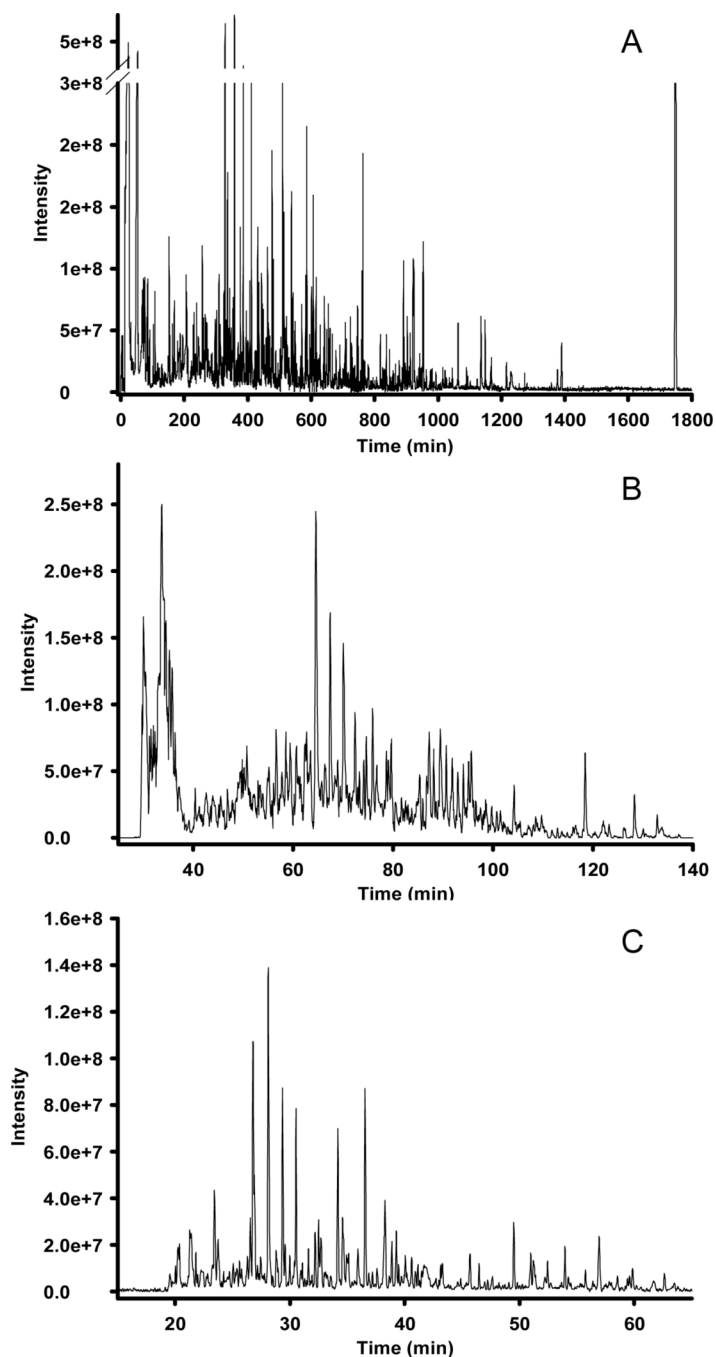 A
5e+8
3e+8
2e+8
2e+8
1e+8
5e+7
0
Intensity
0 200 400 600 800 1000 1200 1400 1600 1800
Time (min)
B
2.5e+8
2.0e+8
1.5e+8
1.0e+8
5.0e+7
0.0
Intensity
40 60 80 100 120 140
Time (min)
C
1.6e+8
1.4e+8
1.2e+8
1.0e+8
8.0e+7
6.0e+7
4.0e+7
2.0e+7
0.0
Intensity
20 30 40 50 60
Time (min)